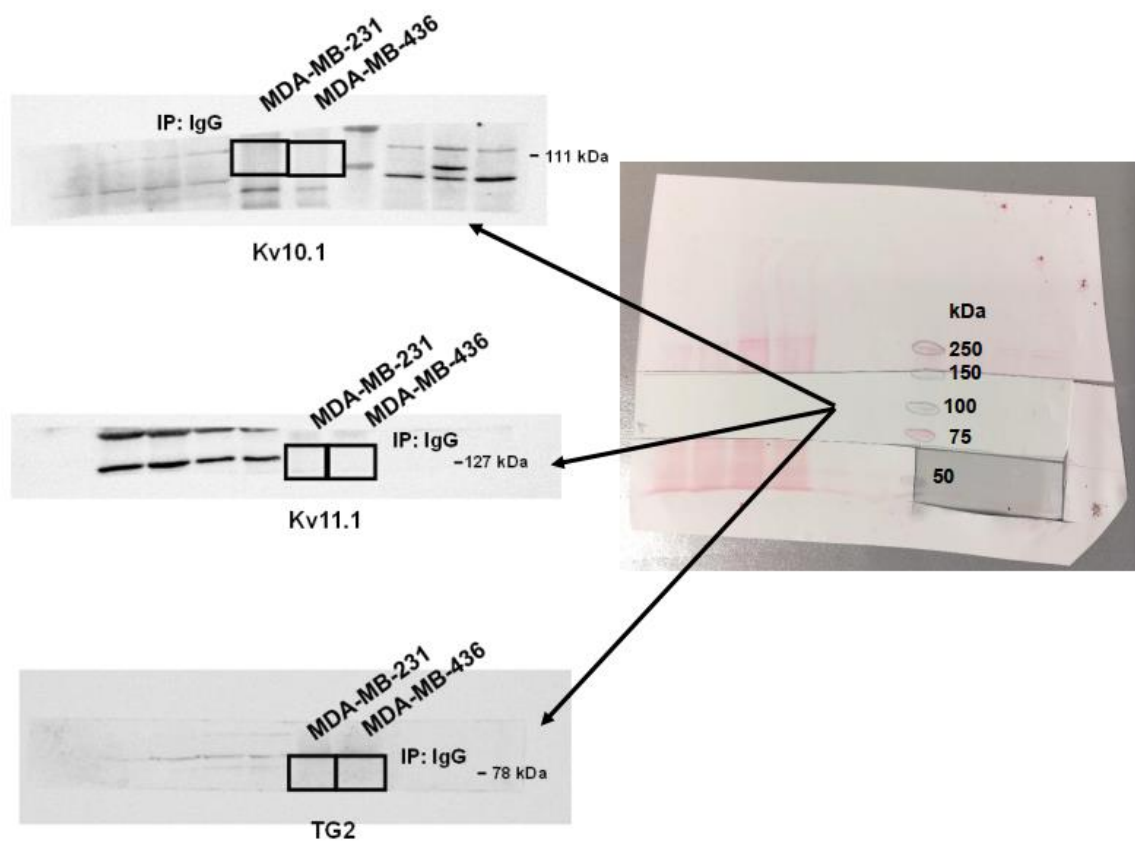 MDA-MB-231
MDA-MB-436
IP: IgG
– 111 kDa
Kv10.1
MDA-MB-231
MDA-MB-436
IP: IgG
–127 kDa
Kv11.1
MDA-MB-231
MDA-MB-436
IP: IgG
– 78 kDa
TG2
kDa
250
150
100
75
50